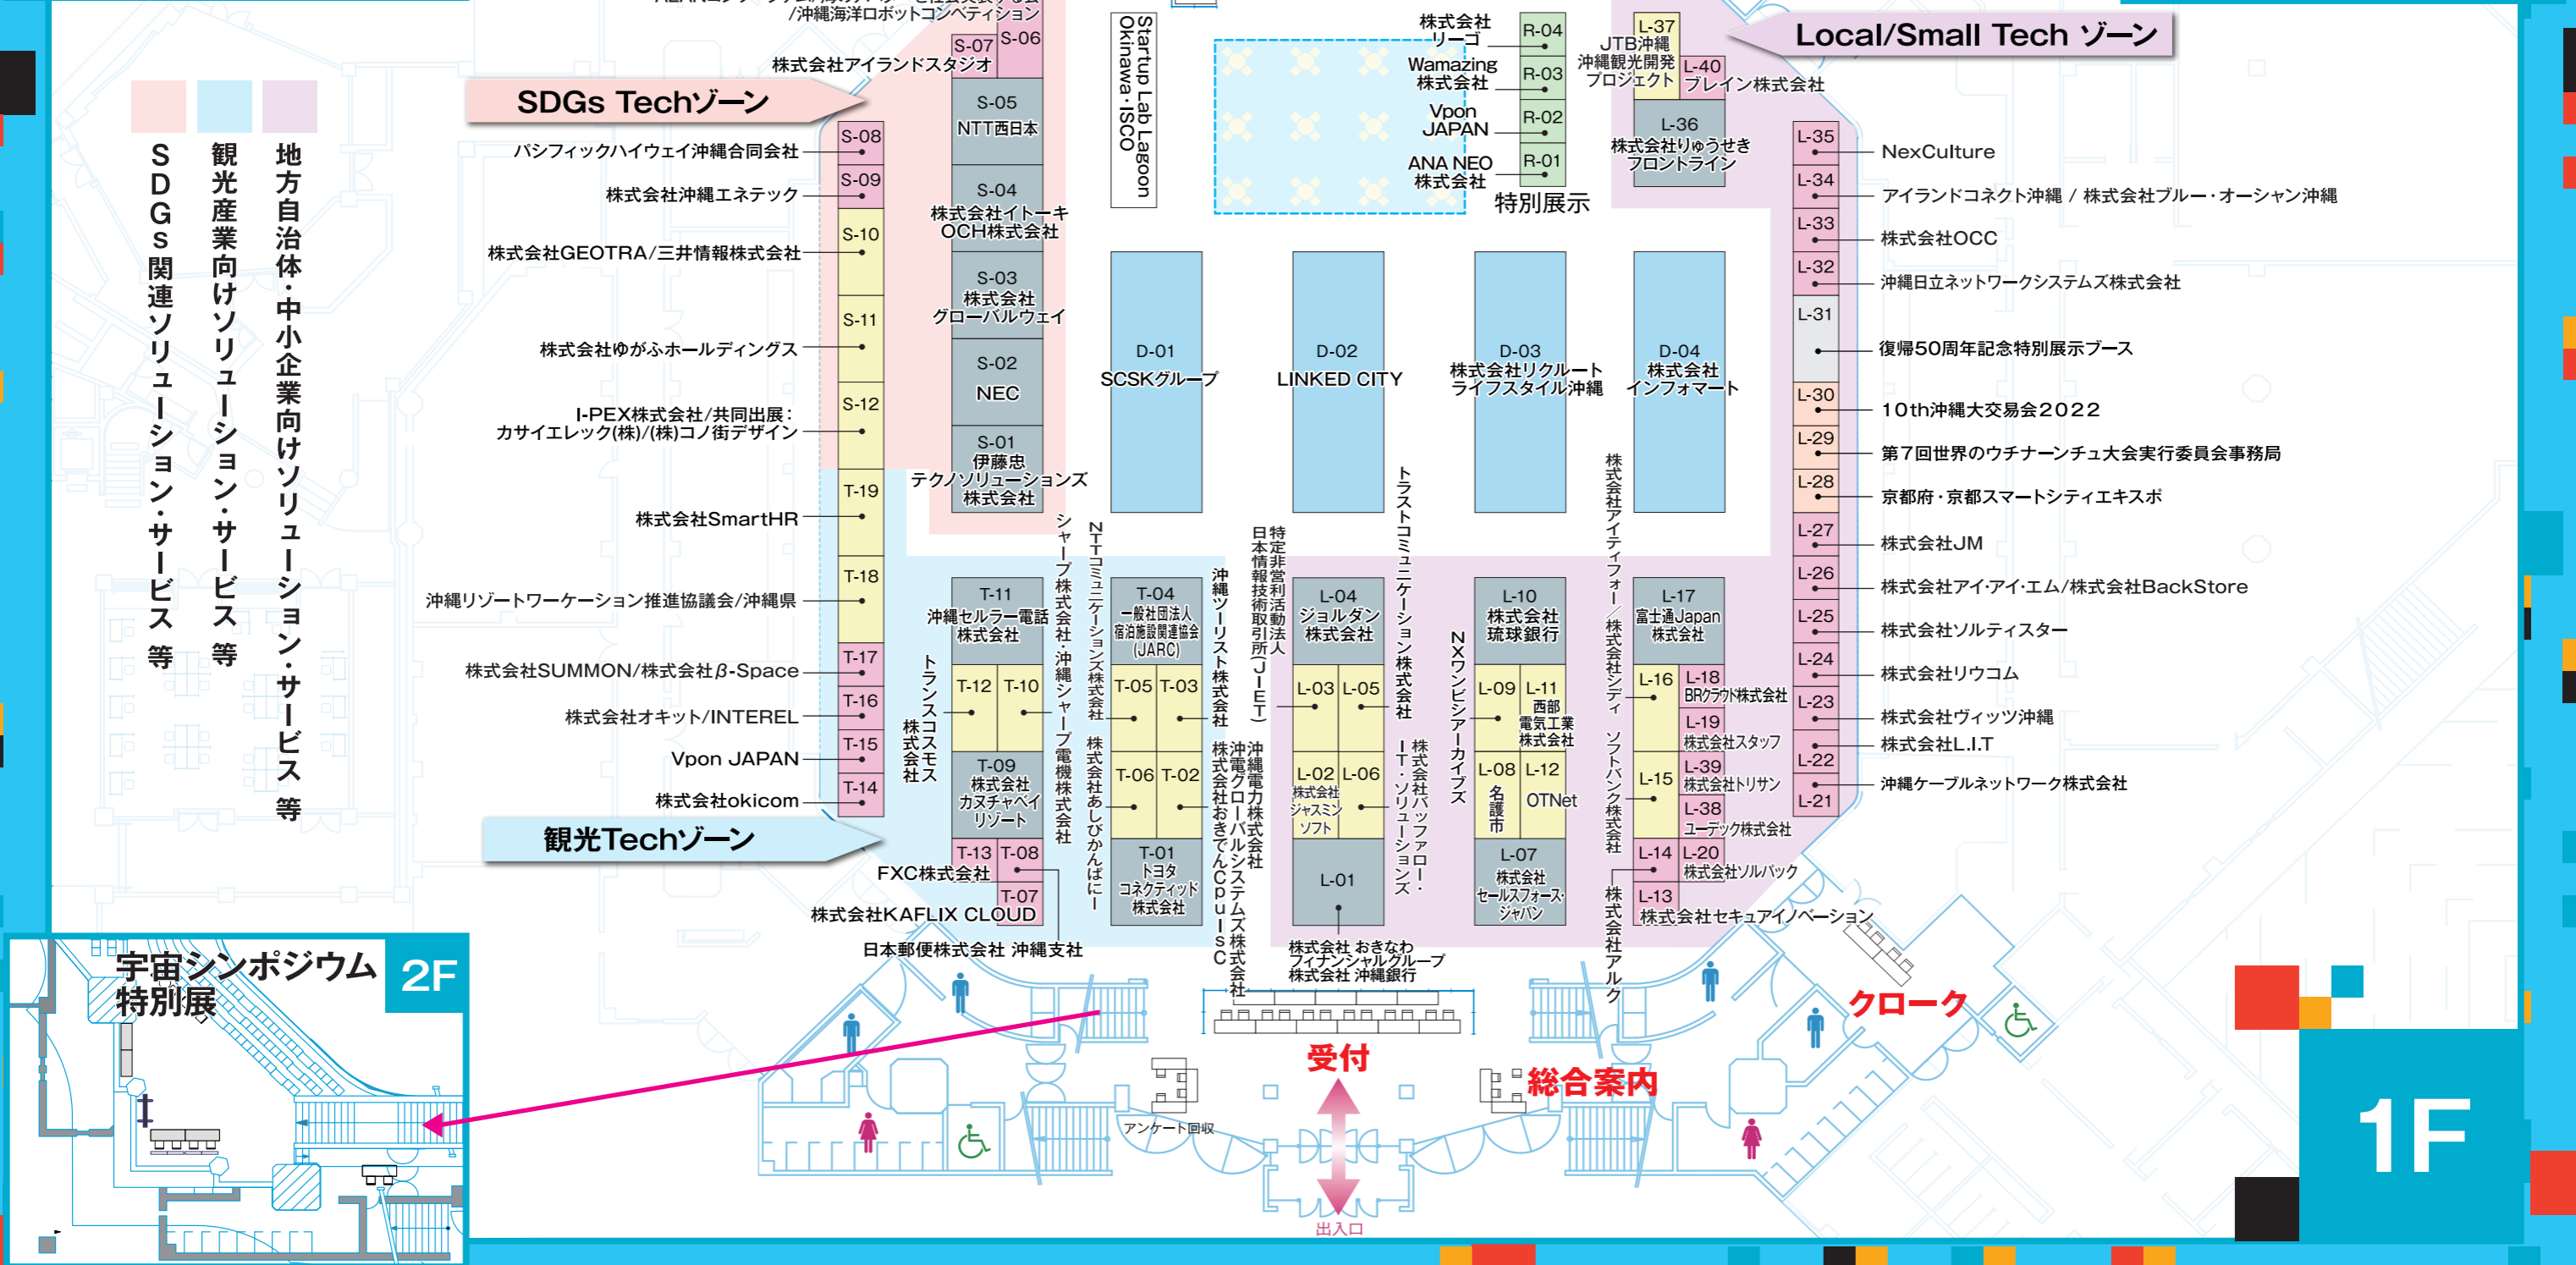 /沖縄海洋ロボットコンベティション
S-07
S-06
株式会社アイランドスタジオ
SDGs Techゾーン
S-05
NTT西日本
S-08
パシフィックハイウェイ沖縄合同会社
S-09
株式会社沖縄エネテック
S-04
株式会社イトーキ
OCH株式会社
S-10
株式会社GEOTRA/三井情報株式会社
S-03
株式会社
グローバルウェイ
S-11
株式会社ゆがふホールディングス
S-02
NEC
S-12
I-PEX株式会社/共同出展:
カサイエレック(株)/(株)コノ街デザイン
S-01
伊藤忠
テクノソリューションズ
株式会社
T-19
株式会社SmartHR
T-18
沖縄リゾートワーケーション推進協議会/沖縄県
T-17
株式会社SUMMON/株式会社β-Space
T-16
株式会社オキット/INTEREL
T-15
Vpon JAPAN
T-14
株式会社okicom
観光Techゾーン
地方自治体・中小企業向けソリューション・サービス 等
観光産業向けソリューション・サービス 等
SDGs関連ソリューション・サービス 等
Startup Lab Lagoon
Okinawa・ISCO
株式会社
リーゴ
R-04
Wamazing
株式会社
R-03
Vpon
JAPAN
R-02
ANA NEO
株式会社
R-01
特別展示
L-37
JTB沖縄
沖縄観光開発
プロジェクト
L-40
ブレイン株式会社
L-36
株式会社りゅうせき
フロントライン
Local/Small Tech ゾーン
D-01
SCSKグループ
D-02
LINKED CITY
D-03
株式会社リクルート
ライフスタイル沖縄
D-04
株式会社
インフォマート
L-35
NexCulture
L-34
アイランドコネクト沖縄 / 株式会社ブルー・オーシャン沖縄
L-33
株式会社OCC
L-32
沖縄日立ネットワークシステムズ株式会社
L-31
復帰50周年記念特別展示ブース
L-30
10th沖縄大交易会2022
L-29
第7回世界のウチナーンチュ大会実行委員会事務局
L-28
京都府・京都スマートシティエキスポ
L-27
株式会社JM
L-26
株式会社アイ・アイ・エム/株式会社BackStore
L-25
株式会社ソルティスター
L-24
株式会社リウコム
L-23
株式会社ヴィッツ沖縄
株式会社L.I.T
L-22
沖縄ケーブルネットワーク株式会社
L-21
T-11
沖縄セルラー電話
株式会社
トランスコスモス
株式会社
T-12
T-10
シャープ株式会社・沖縄シャープ電機株式会社
T-09
株式会社
カヌチャベイ
リゾート
T-13
T-08
FXC株式会社
T-07
株式会社KAFLIX CLOUD
日本郵便株式会社 沖縄支社
NTTコミュニケーションズ株式会社
株式会社あしびかんぱにー
T-04
一般社団法人
宿泊施設関連協会
(JARC)
T-05
T-03
T-06
T-02
T-01
トヨタ
コネクティッド
株式会社
沖縄ツーリスト株式会社
沖縄電力株式会社
沖電グローバルシステムズ株式会社
株式会社おきでんCplusC
特定非営利活動法人
日本情報技術取引所(JIET)
L-04
ジョルダン
株式会社
L-03
L-05
L-02
株式会社
ジャスミン
ソフト
L-06
L-01
株式会社 おきなわ
フィナンシャルグループ
株式会社 沖縄銀行
トラストコミュニケーション株式会社
株式会社バッファロー・
IT・ソリューションズ
NXワンビシアーカイブズ
L-10
株式会社
琉球銀行
L-09
L-11
西部
電気工業
株式会社
L-08
名護市
L-12
OTNet
L-07
株式会社
セールスフォース・
ジャパン
株式会社アイティフォー/株式会社シディ
ソフトバンク株式会社
株式会社アルク
L-17
富士通Japan
株式会社
L-16
L-18
BRクラウド株式会社
L-19
株式会社スタッフ
L-15
L-39
株式会社トリサン
L-38
ユーデック株式会社
L-14
L-20
株式会社ソルパック
L-13
株式会社セキュアイノベーション
宇宙シンポジウム
特別展
2F
受付
総合案内
クローク
アンケート回収
出入口
1F